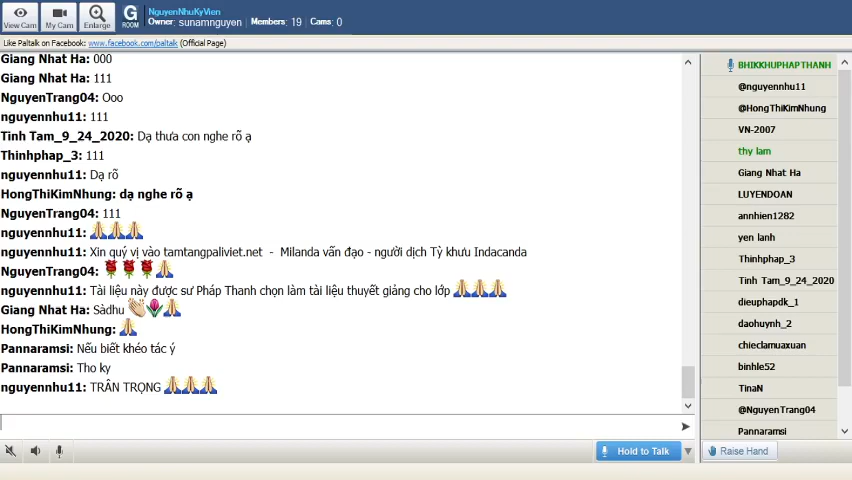 View Cam
My Cam
Enlarge
G
ROOM
NguyenNhuKyVien
Owner: sunamnguyen Members: 19 Cams: 0
Like Paltalk on Facebook: www.facebook.com/paltalk (Official Page)
Giang Nhat Ha: 000
Giang Nhat Ha: 111
NguyenTrang04: Ooo
nguyennhu11: 111
Tinh Tam_9_24_2020: Dạ thưa con nghe rõ ạ
Thinhphap_3: 111
nguyennhu11: Dạ rõ
HongThiKimNhung: dạ nghe rõ ạ
NguyenTrang04: 111
nguyennhu11:
nguyennhu11: Xin quý vị vào tamtangpaliviet.net - Milanda vấn đạo - người dịch Tỳ khưu Indacanda
NguyenTrang04:
nguyennhu11: Tài liệu này được sư Pháp Thanh chọn làm tài liệu thuyết giảng cho lớp
Giang Nhat Ha: Sàdhu
HongThiKimNhung:
Pannaramsi: Nếu biết khéo tác ý
Pannaramsi: Tho ky
nguyennhu11: TRÂN TRỌNG
BHIKKHUPHAPTHANH
@nguyennhu11
@HongThiKimNhung
VN-2007
thy lam
Giang Nhat Ha
LUYENDOAN
annhien1282
yen lanh
Thinhphap_3
Tinh Tam_9_24_2020
dieuphapdk_1
daohuynh_2
chieclamuaxuan
binhle52
TinaN
@NguyenTrang04
Pannaramsi
Hold to Talk
Raise Hand